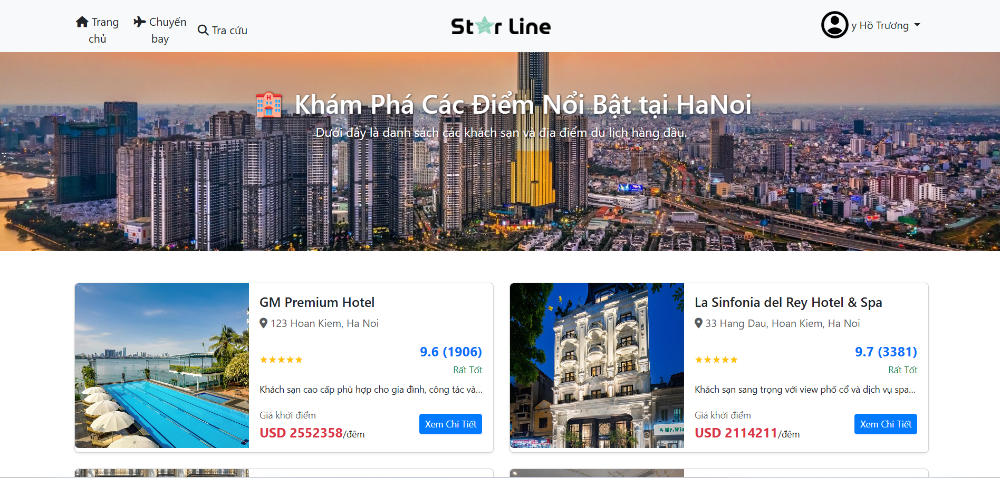 Trang chủ
Chuyến bay
Tra cứu
Star Line
y Hồ Trương
Khám Phá Các Điểm Nổi Bật tại HaNoi
Dưới đây là danh sách các khách sạn và địa điểm du lịch hàng đầu.
GM Premium Hotel
123 Hoan Kiem, Ha Noi
9.6 (1906)
Rất Tốt
Khách sạn cao cấp phù hợp cho gia đình, công tác và...
Giá khởi điểm
USD 2552358/đêm
Xem Chi Tiết
La Sinfonia del Rey Hotel & Spa
33 Hang Dau, Hoan Kiem, Ha Noi
9.7 (3381)
Rất Tốt
Khách sạn sang trọng với view phố cổ và dịch vụ spa...
Giá khởi điểm
USD 2114211/đêm
Xem Chi Tiết